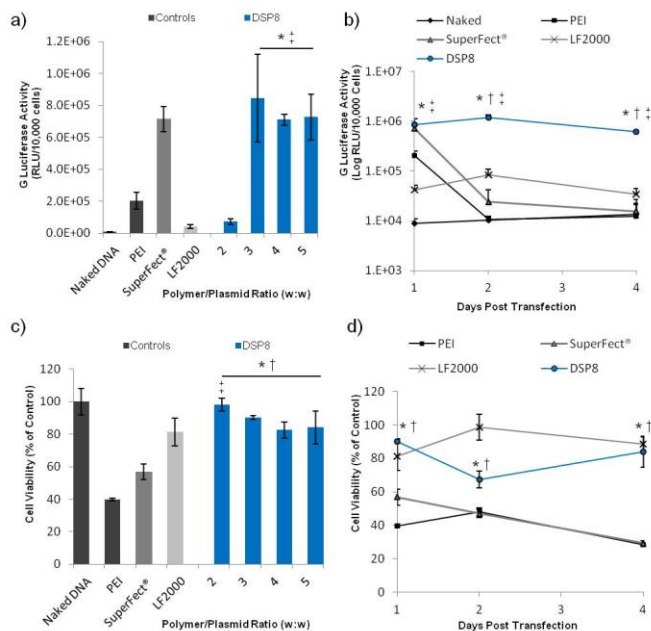 a)
Controls DSP8
G Luciferase Activity
(RLU/10,000 Cells)
1.2E+06
1.0E+06
8.0E+05
6.0E+05
4.0E+05
2.0E+05
0.0E+00
* ‡
Naked DNA
PEI
SuperFect®
LF2000
2
3
4
5
Polymer/Plasmid Ratio (w:w)
b)
Naked PEI
SuperFect® LF2000
DSP8
G Luciferase Activity
(Log RLU/10,000 Cells)
1.E+07
1.E+06
1.E+05
1.E+04
1.E+03
* ‡
* † ‡
* † ‡
1 2 3 4
Days Post Transfection
c)
Controls DSP8
Cell Viability (% of Control)
120
100
80
60
40
20
0
‡
* †
Naked DNA
PEI
SuperFect®
LF2000
2
3
4
5
Polymer/Plasmid Ratio (w:w)
d)
PEI SuperFect®
LF2000 DSP8
Cell Viability (% of Control)
120
100
80
60
40
20
0
* †
* †
* †
1 2 3 4
Days Post Transfection